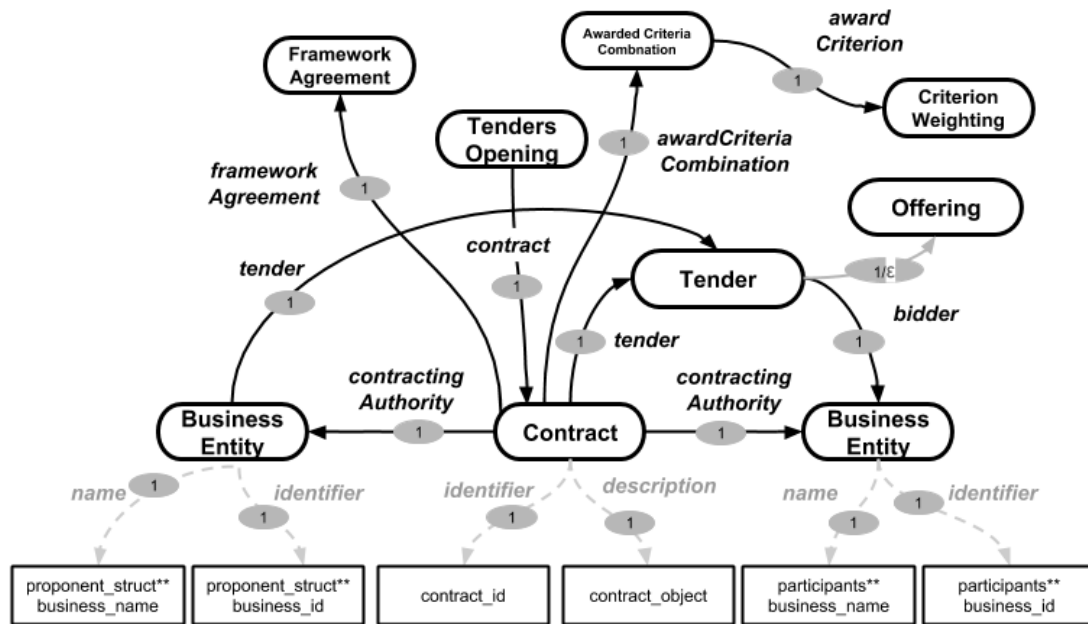 award
Criterion
Awarded Criteria
Combnation
Framework
Agreement
1
Criterion
Weighting
Tenders
Opening
1
awardCriteria
Combination
framework
Agreement
1
Offering
contract
tender
1/ε
Tender
1
1
bidder
1
tender
1
contracting
Authority
contracting
Authority
Business
Entity
1
Contract
1
Business
Entity
name
1
identifier
1
identifier
1
description
1
name
1
identifier
1
proponent_struct**
business_name
proponent_struct**
business_id
contract_id
contract_object
participants**
business_name
participants**
business_id